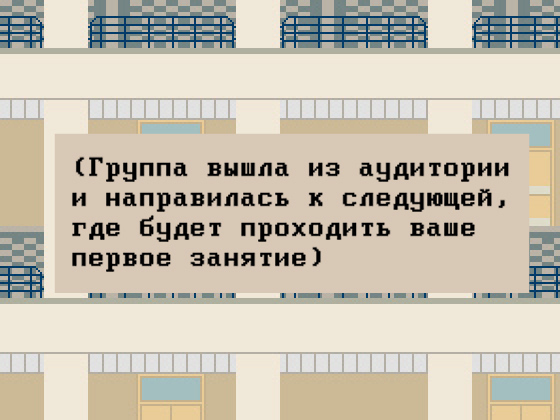 (Группа вышла из аудитории
и направилась к следующей,
где будет проходить ваше
первое занятие)